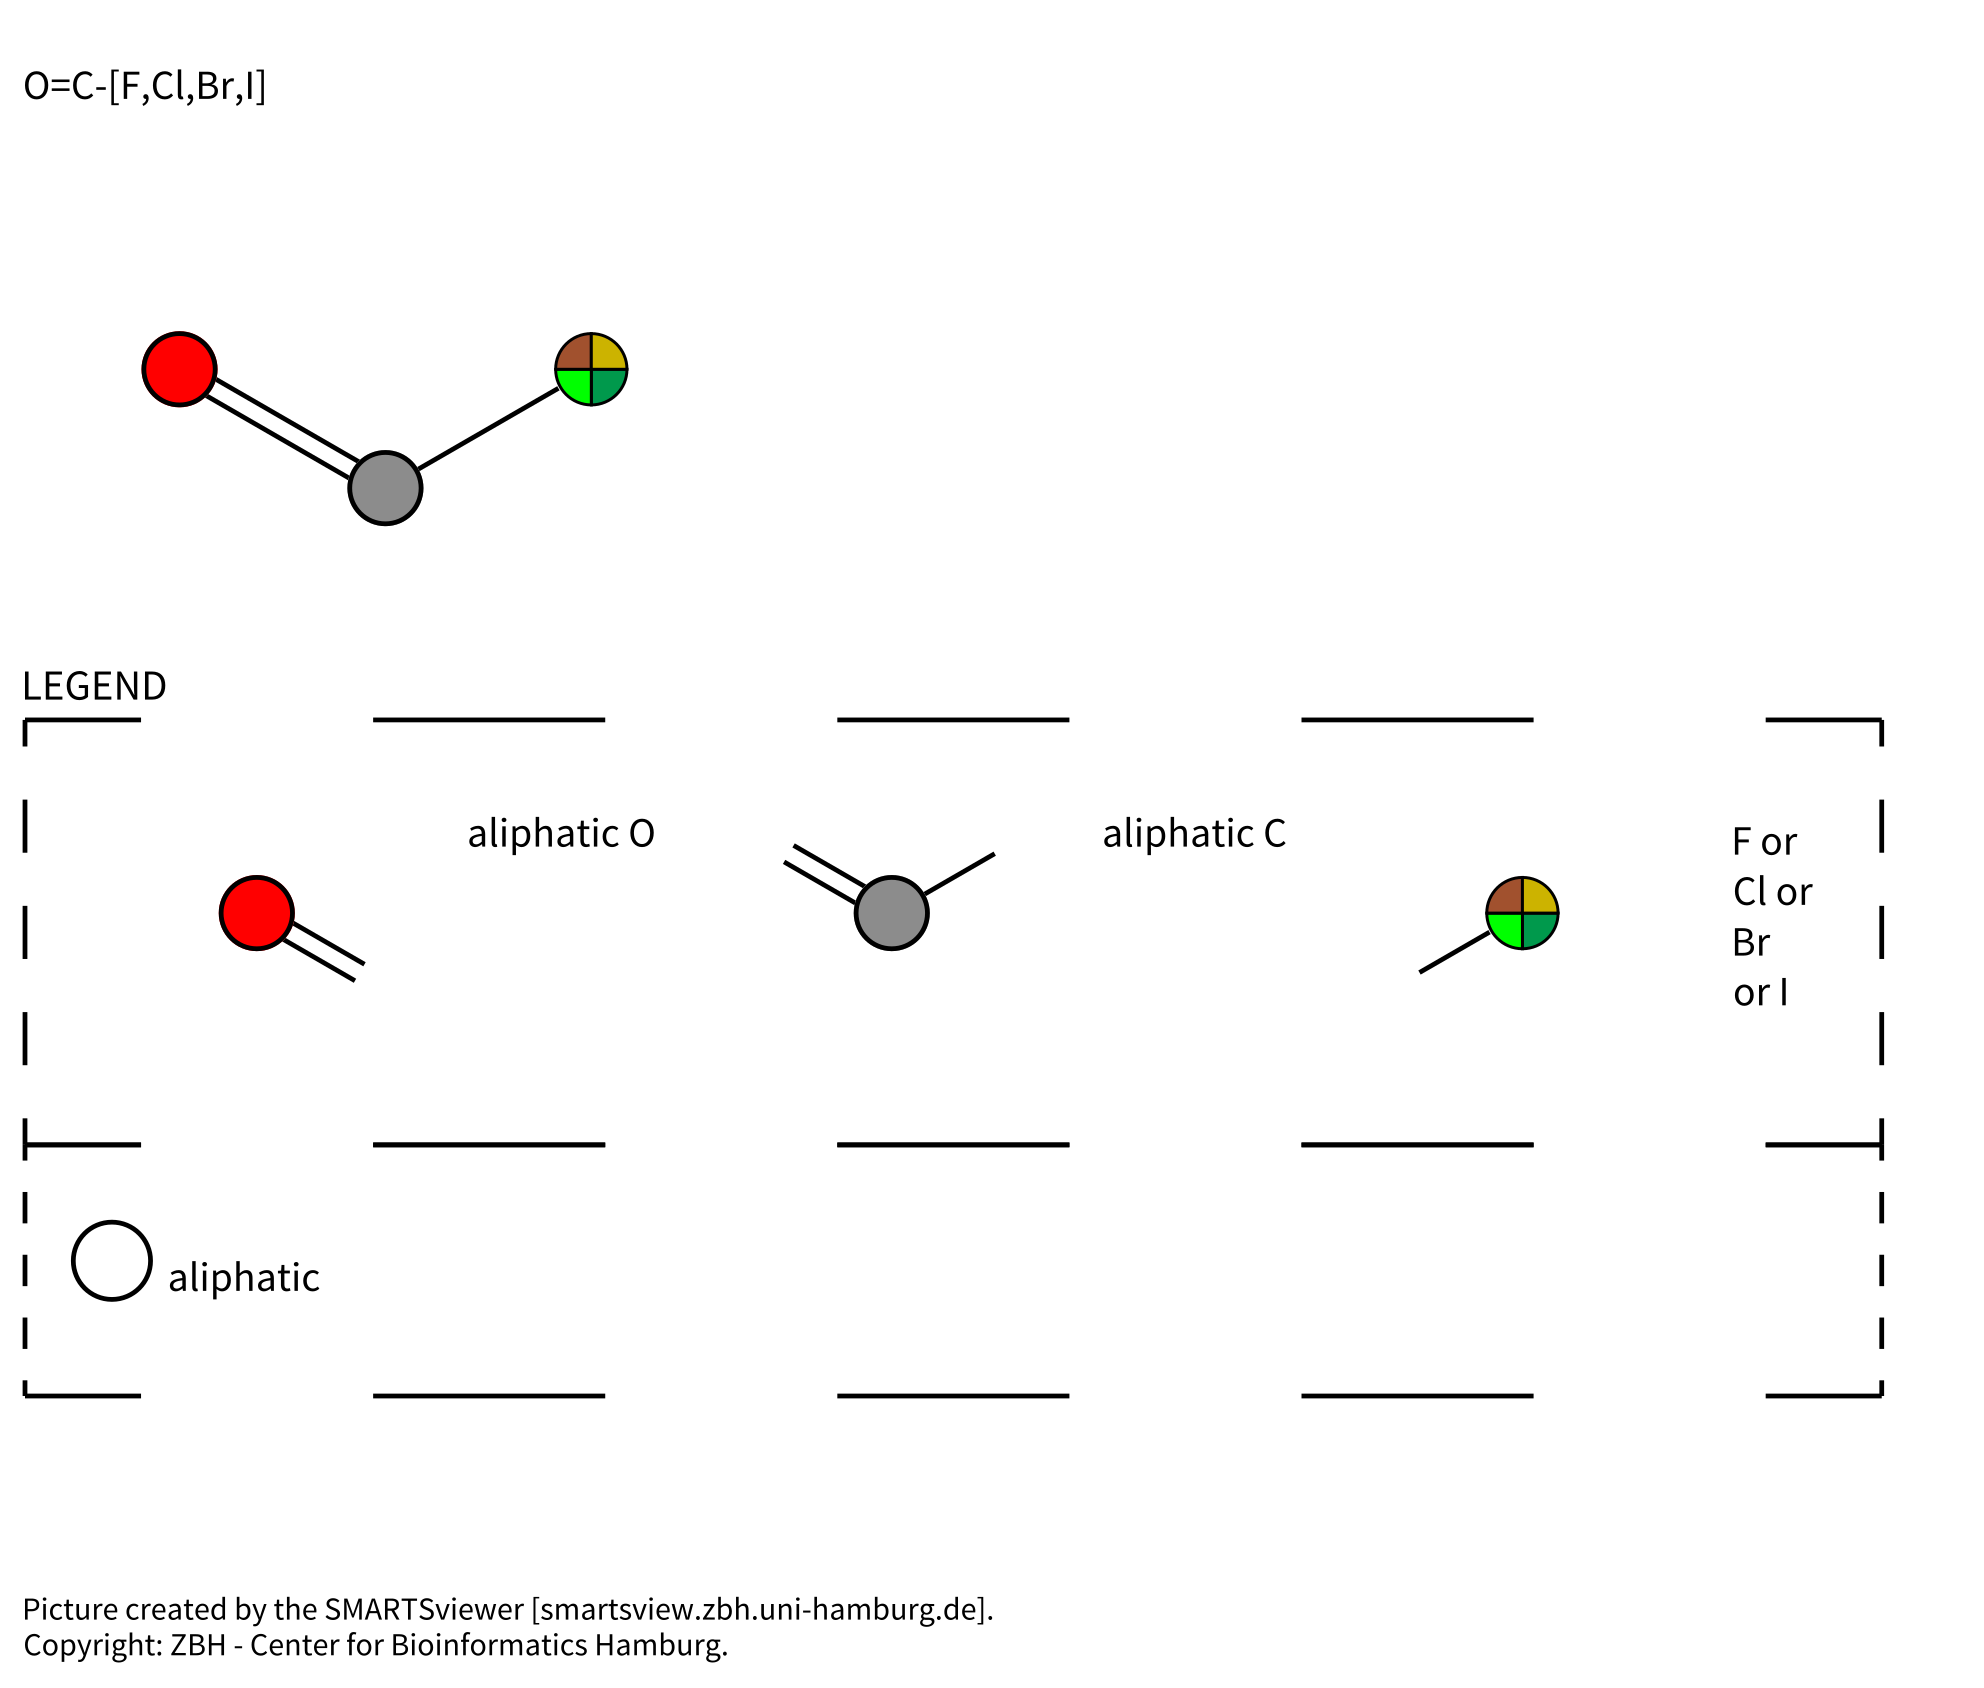 O=C-[F,Cl,Br,I]
LEGEND
aliphatic O
aliphatic C
F or
Cl or
Br
or I
aliphatic
Picture created by the SMARTSviewer [smartsview.zbh.uni-hamburg.de].
Copyright: ZBH - Center for Bioinformatics Hamburg.